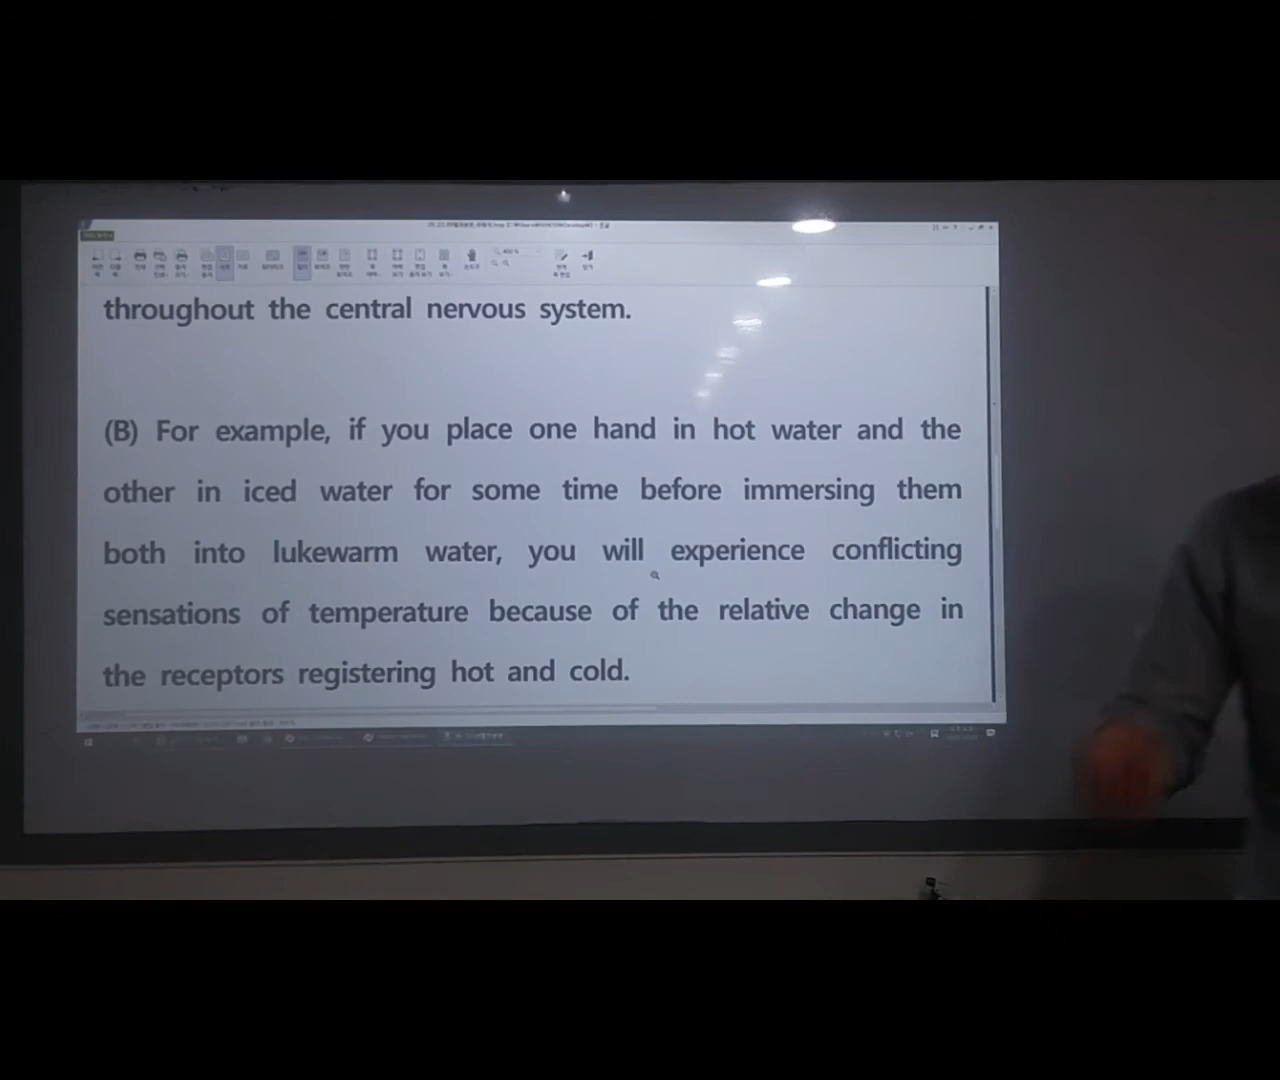 throughout the central nervous system.
(B) For example, if you place one hand in hot water and the
other in iced water for some time before immersing them
both into lukewarm water, you will experience conflicting
sensations of temperature because of the relative change in
the receptors registering hot and cold.